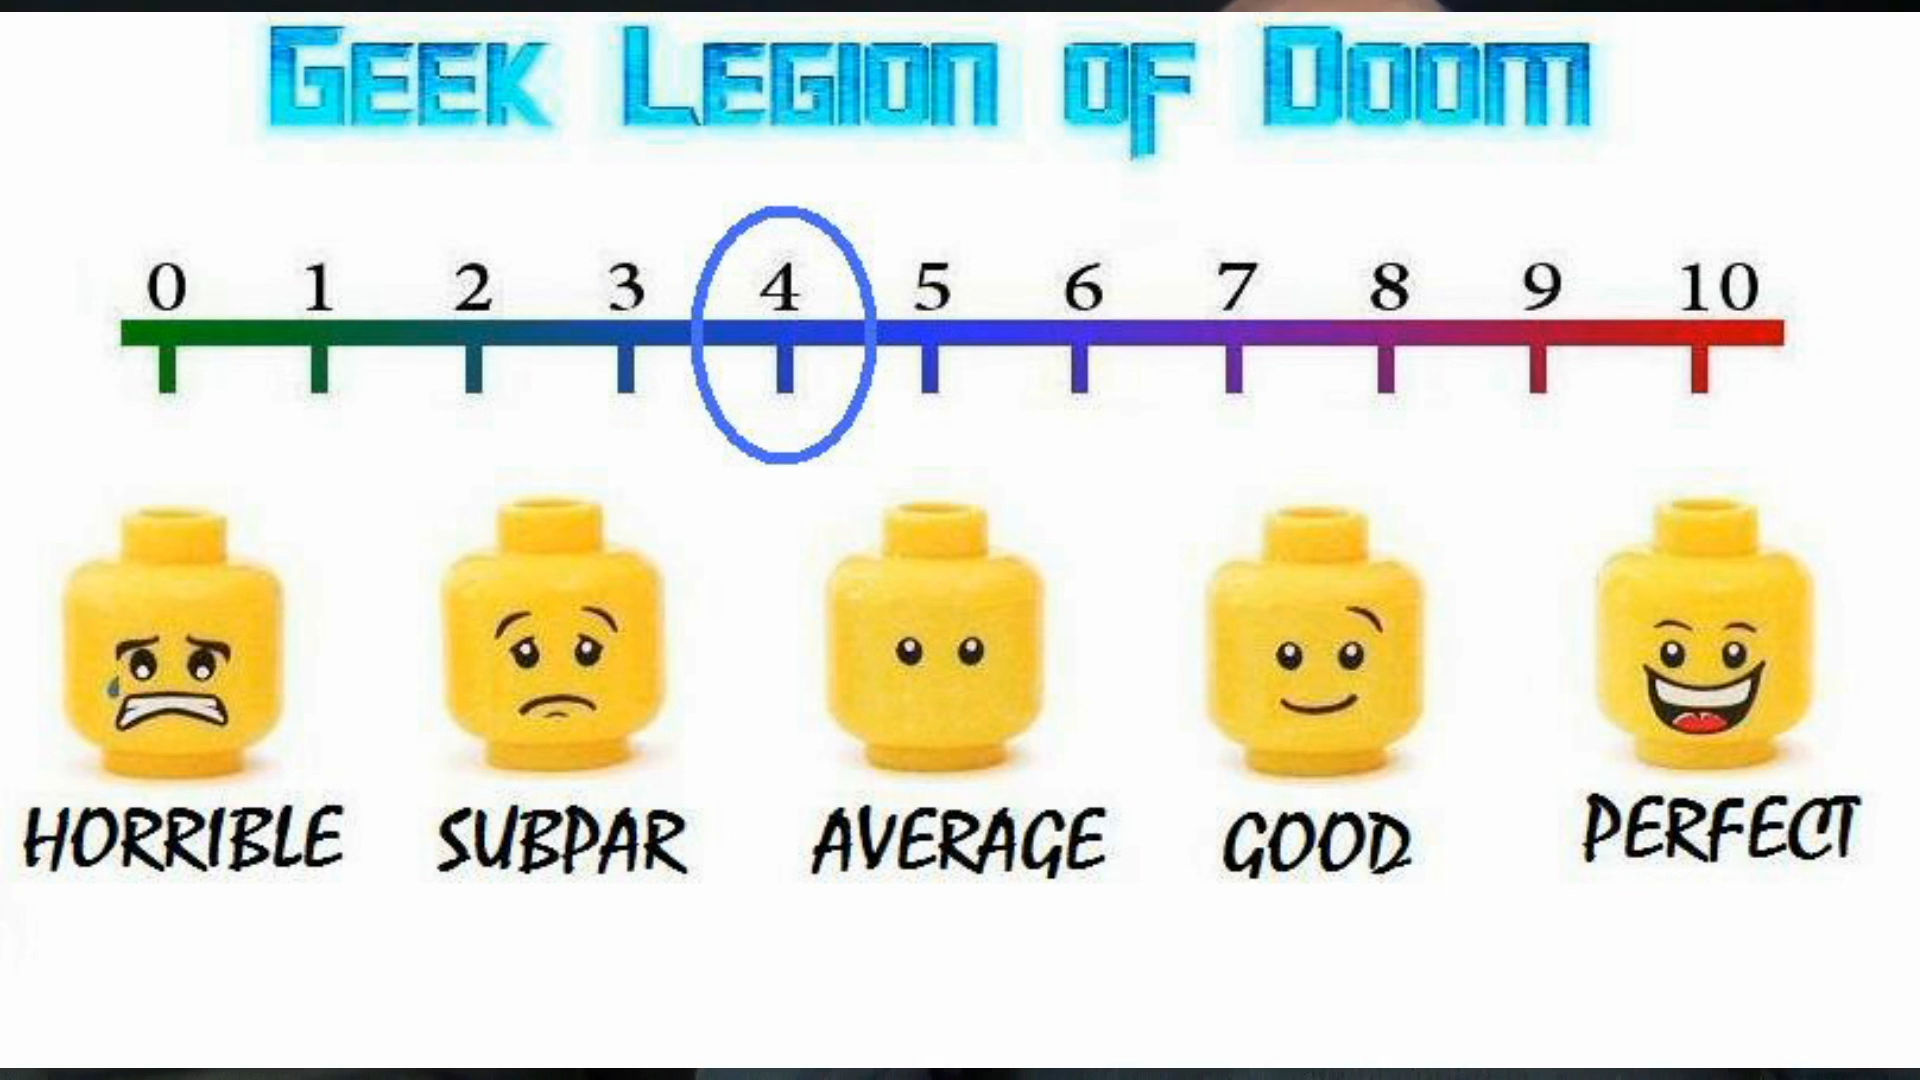 GEEK LEGION OF DOOM
0 1 2 3 4 5 6 7 8 9 10
HORRIBLE SUBPAR AVERAGE GOOD PERFECT